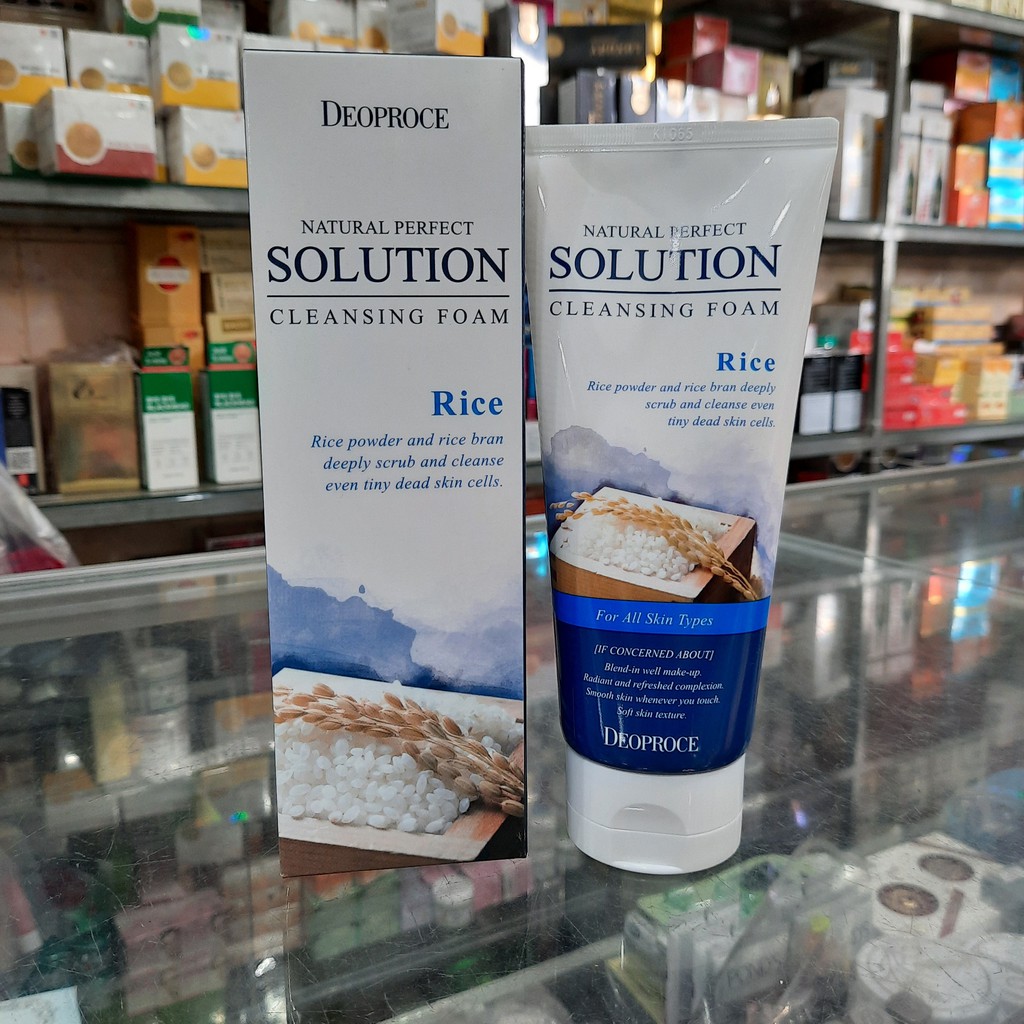 DEOPROCE
NATURAL PERFECT
SOLUTION
CLEANSING FOAM
Rice
Rice powder and rice bran
deeply scrub and cleanse
even tiny dead skin cells.
K1065
NATURAL PERFECT
SOLUTION
CLEANSING FOAM
Rice
Rice powder and rice bran deeply
scrub and cleanse even
tiny dead skin cells.
For All Skin Types
[IF CONCERNED ABOUT]
Blend-in well make-up.
Radiant and refreshed complexion.
Smooth skin whenever you touch.
Soft skin texture.
DEOPROCE